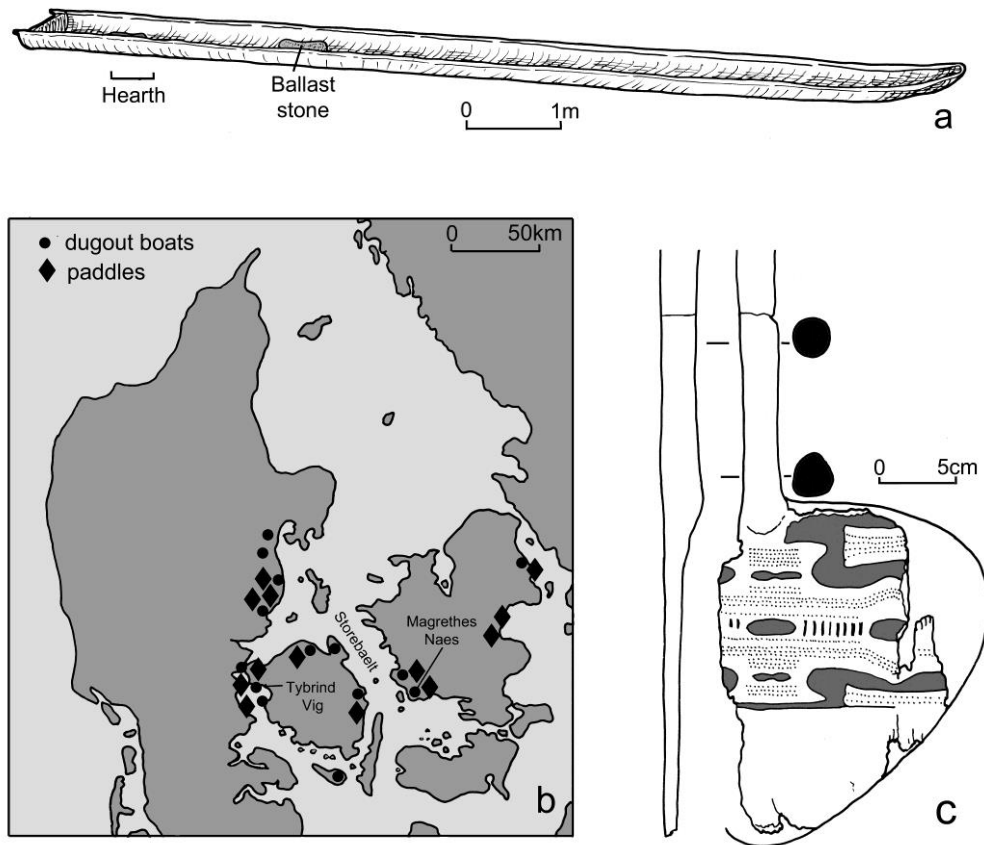 Hearth
Ballast
stone
0 1m
a
dugout boats
paddles
0 50km
Storebaelt
Magrethes
Naes
Tybrind
Vig
b
0 5cm
c